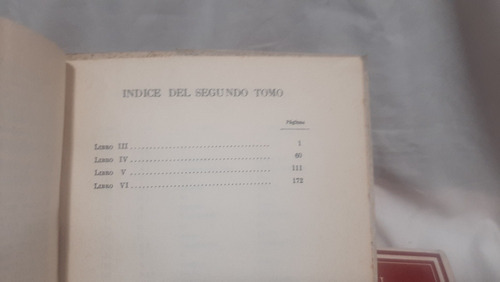 INDICE DEL SEGUNDO TOMO
Páginas
LIBRO III ................................... 1
LIBRO IV ................................... 60
LIBRO V .................................... 111
LIBRO VI ................................... 172